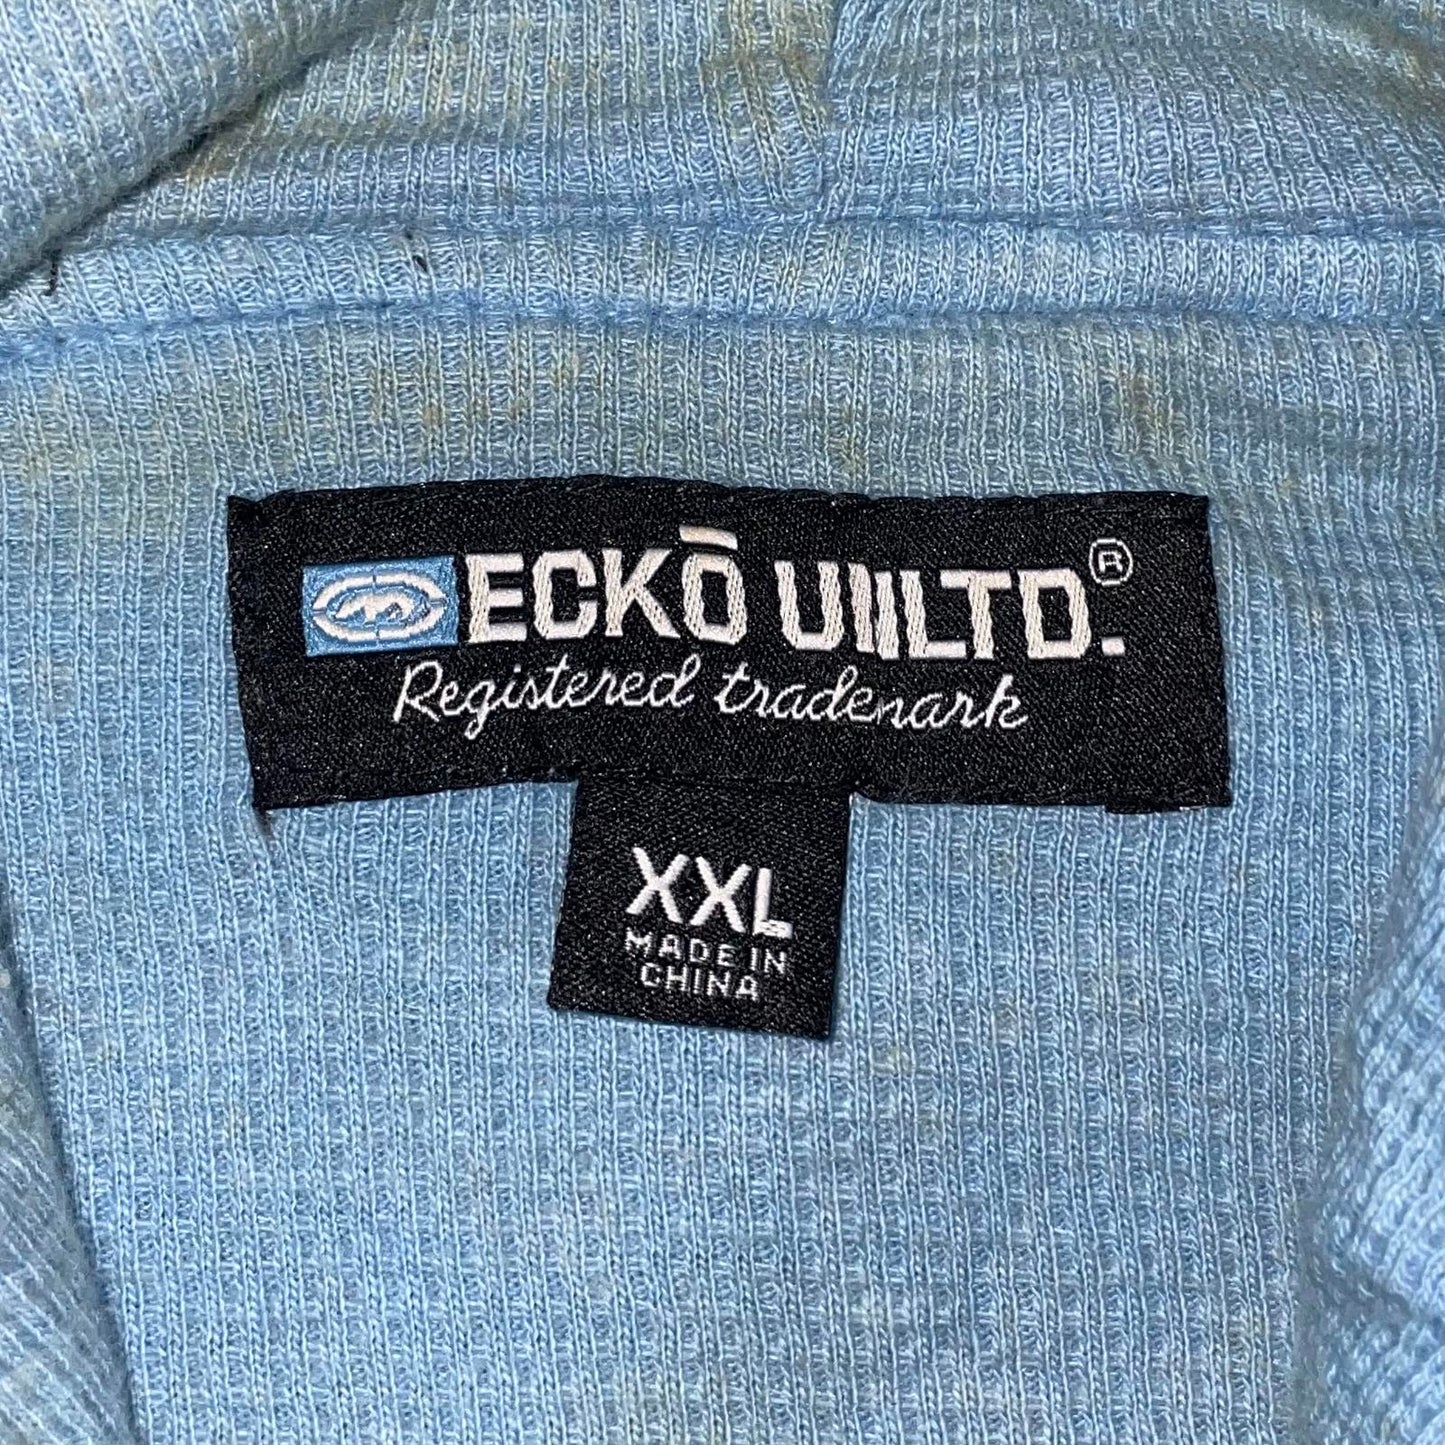 ECKŌ UNLTD.®
Registered trademark
XXL
MADE IN
CHINA